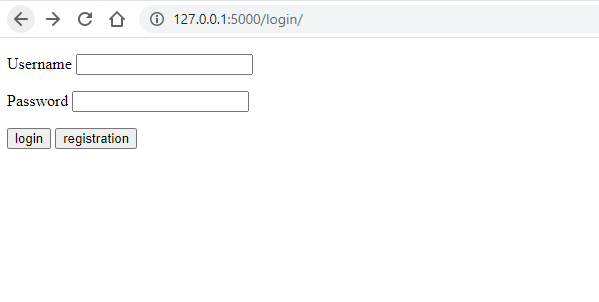 127.0.0.1:5000/login/
Username
Password
login registration